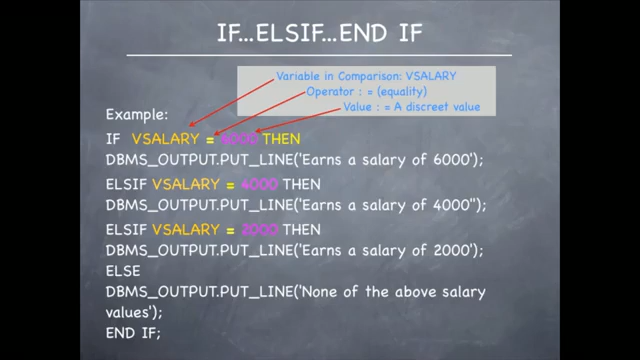 IF...ELSIF...END IF
Variable in Comparison: VSALARY
Operator : = (equality)
Value : = A discreet value
Example:
IF VSALARY = 6000 THEN
DBMS_OUTPUT.PUT_LINE('Earns a salary of 6000');
ELSIF VSALARY = 4000 THEN
DBMS_OUTPUT.PUT_LINE('Earns a salary of 4000");
ELSIF VSALARY = 2000 THEN
DBMS_OUTPUT.PUT_LINE('Earns a salary of 2000');
ELSE
DBMS_OUTPUT.PUT_LINE('None of the above salary
values');
END IF;